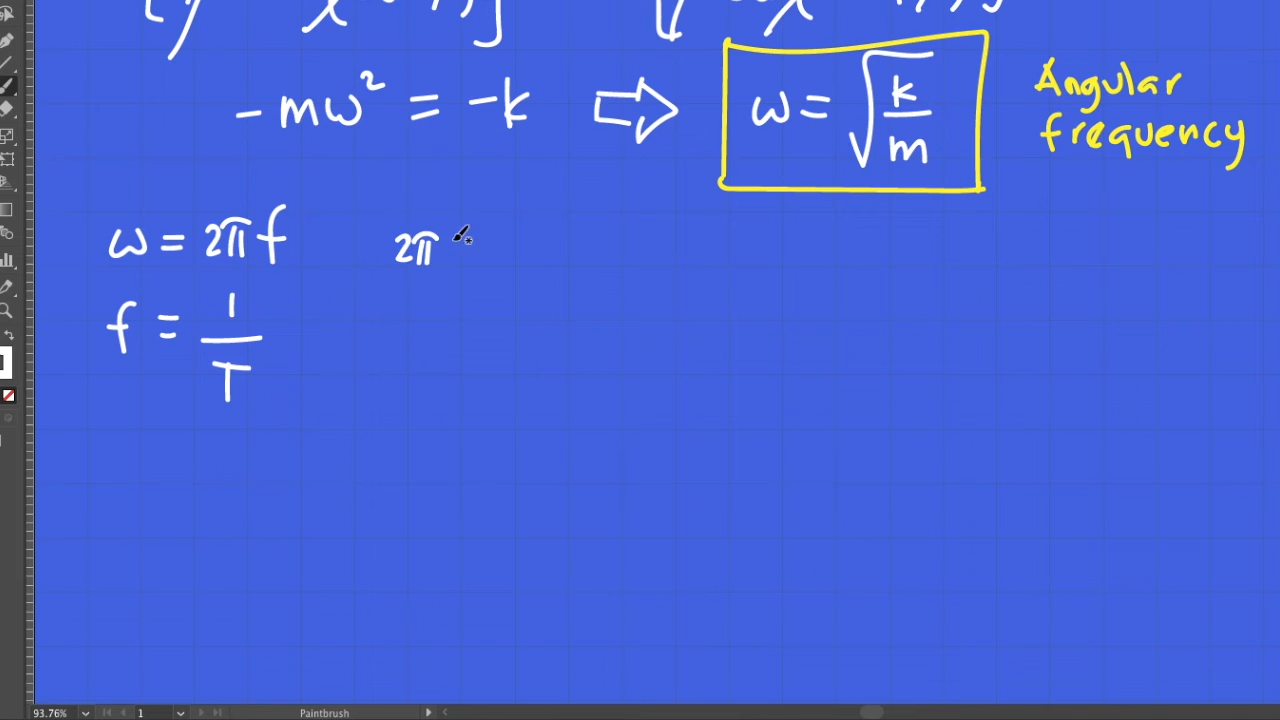 -mω² = -k ⇨ ω = √(k/m) Angular frequency
ω = 2πf 2π
f = 1/T
93.76% 1 Paintbrush